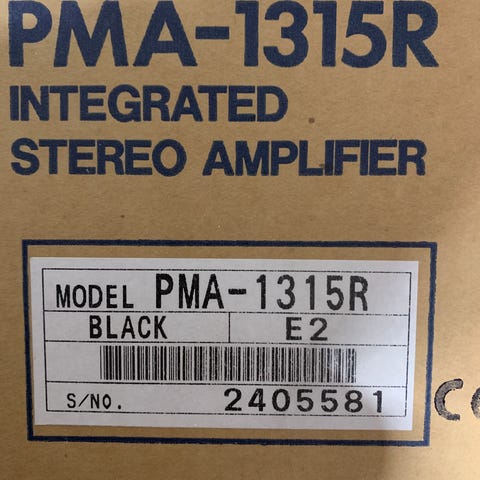 PMA-1315R
INTEGRATED
STEREO AMPLIFIER
MODEL PMA-1315R
BLACK E2
S/NO. 2405581